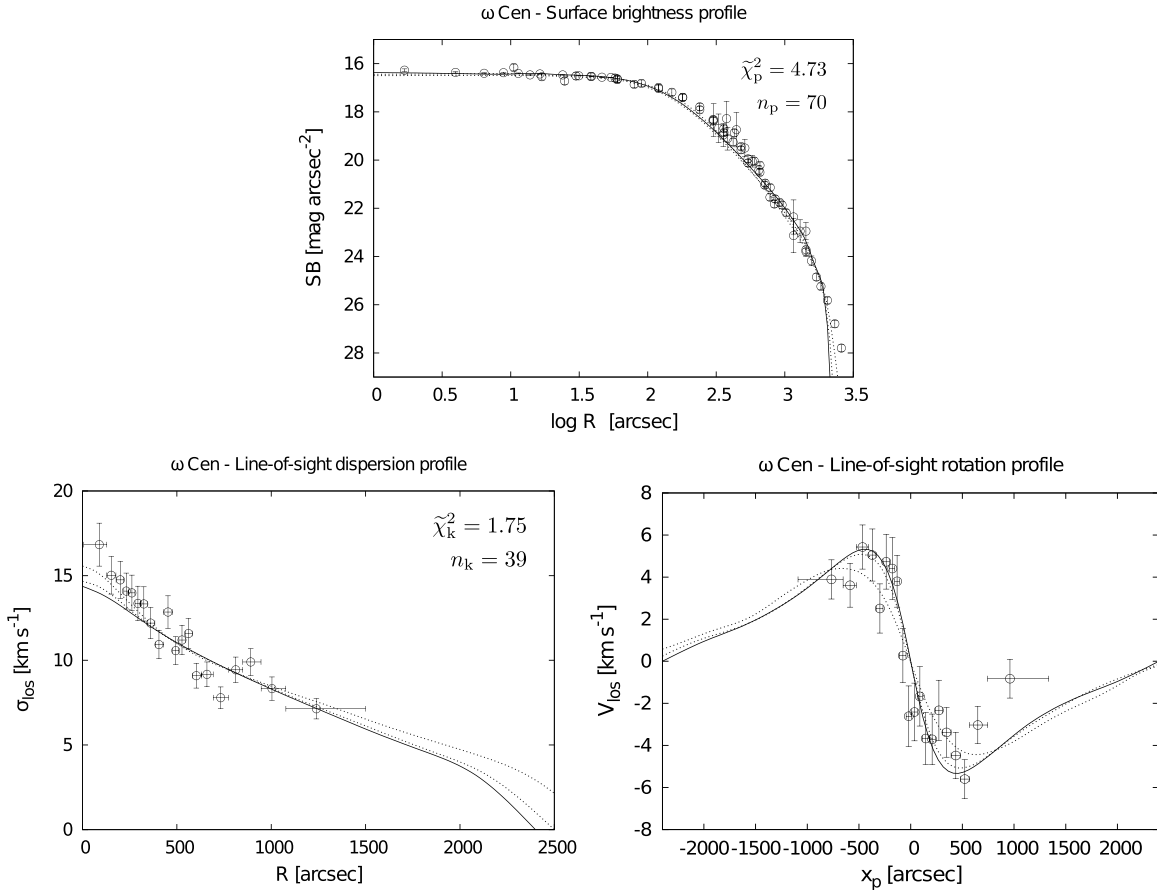 ω Cen - Surface brightness profile
16
18
20
22
24
26
28
SB [mag arcsec⁻²]
χ̃²ₚ = 4.73
nₚ = 70
0 0.5 1 1.5 2 2.5 3 3.5
log R [arcsec]
ω Cen - Line-of-sight dispersion profile
20
15
10
5
0
σ_los [km s⁻¹]
χ̃²ₖ = 1.75
nₖ = 39
0 500 1000 1500 2000 2500
R [arcsec]
ω Cen - Line-of-sight rotation profile
8
6
4
2
0
-2
-4
-6
-8
V_los [km s⁻¹]
-2000 -1500 -1000 -500 0 500 1000 1500 2000
xₚ [arcsec]